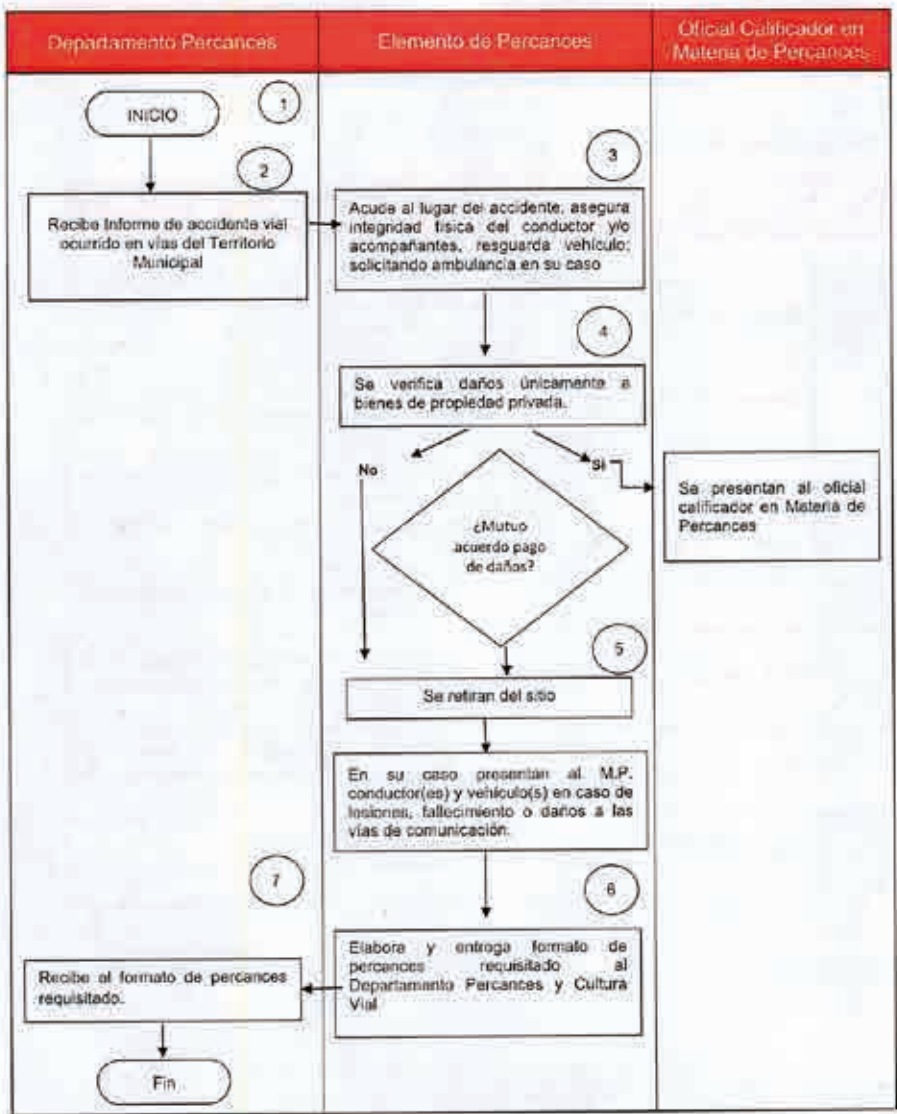 Departamento Percances
Elemento de Percances
Oficial Calificador en
Materia de Percances
INICIO
1
2
Recibe Informe de accidente vial
ocurrido en vías del Territorio
Municipal
3
Acude al lugar del accidente, asegura
integridad física del conductor y/o
acompañantes, resguarda vehículo;
solicitando ambulancia en su caso
4
Se verifica daños únicamente a
bienes de propiedad privada.
No
Si
¿Mutuo
acuerdo pago
de daños?
Se presentan al oficial
calificador en Materia de
Percances
5
Se retiran del sitio
En su caso presentan al M.P.
conductor(es) y vehículo(s) en caso de
lesiones, fallecimiento o daños a las
vías de comunicación.
6
Elabora y entrega formato de
percances requisitado al
Departamento Percances y Cultura
Vial
7
Recibe el formato de percances
requisitado.
Fin